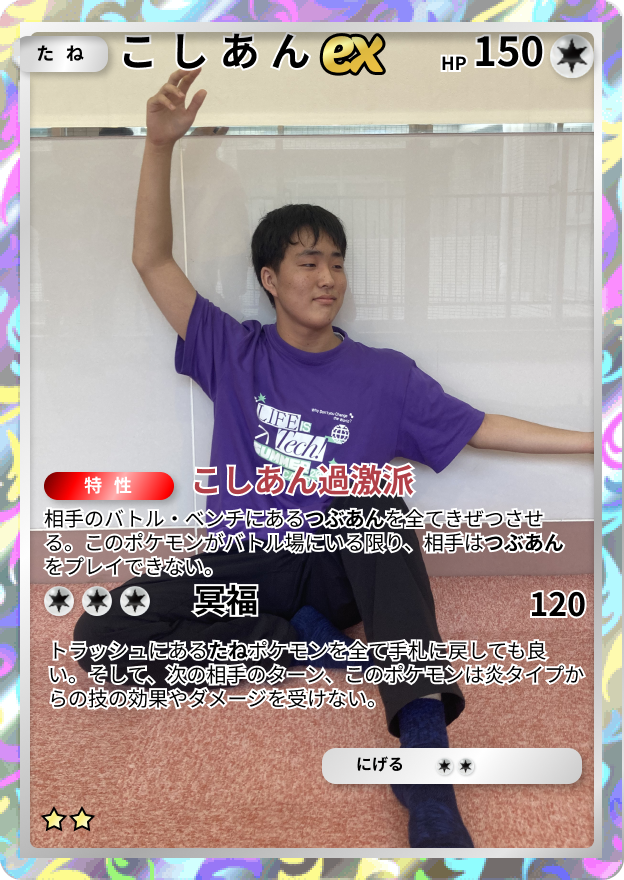 たね こしあん ex HP 150
Who Dares Changes the World?
LIFE is
Tech!
SUMMER
特性 こしあん過激派
相手のバトル・ベンチにあるつぶあんを全てきぜつさせ
る。このポケモンがバトル場にいる限り、相手はつぶあん
をプレイできない。
冥福 120
トラッシュにあるたねポケモンを全て手札に戻しても良
い。そして、次の相手のターン、このポケモンは炎タイプか
らの技の効果やダメージを受けない。
にげる